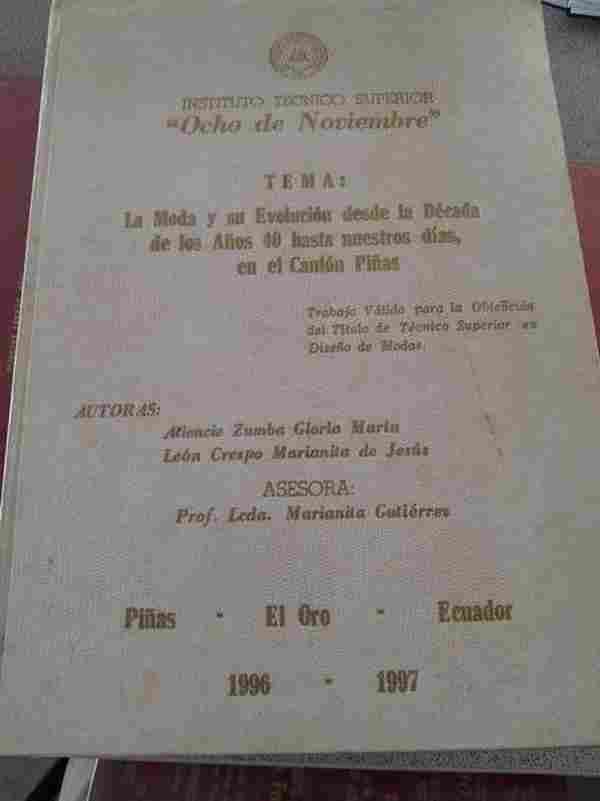 INSTITUTO TECNICO SUPERIOR
"Ocho de Noviembre"
TEMA:
La Moda y su Evolución desde la Década
de los Años 40 hasta nuestros días,
en el Cantón Piñas
Trabajo Válido para la Obtención
del Título de Técnico Superior en
Diseño de Modas.
AUTORAS:
Atiencie Zumba Gloria María
León Crespo Marianita de Jesús
ASESORA:
Prof. Lcda. Marianita Gutiérres
Piñas - El Oro - Ecuador
1996 - 1997